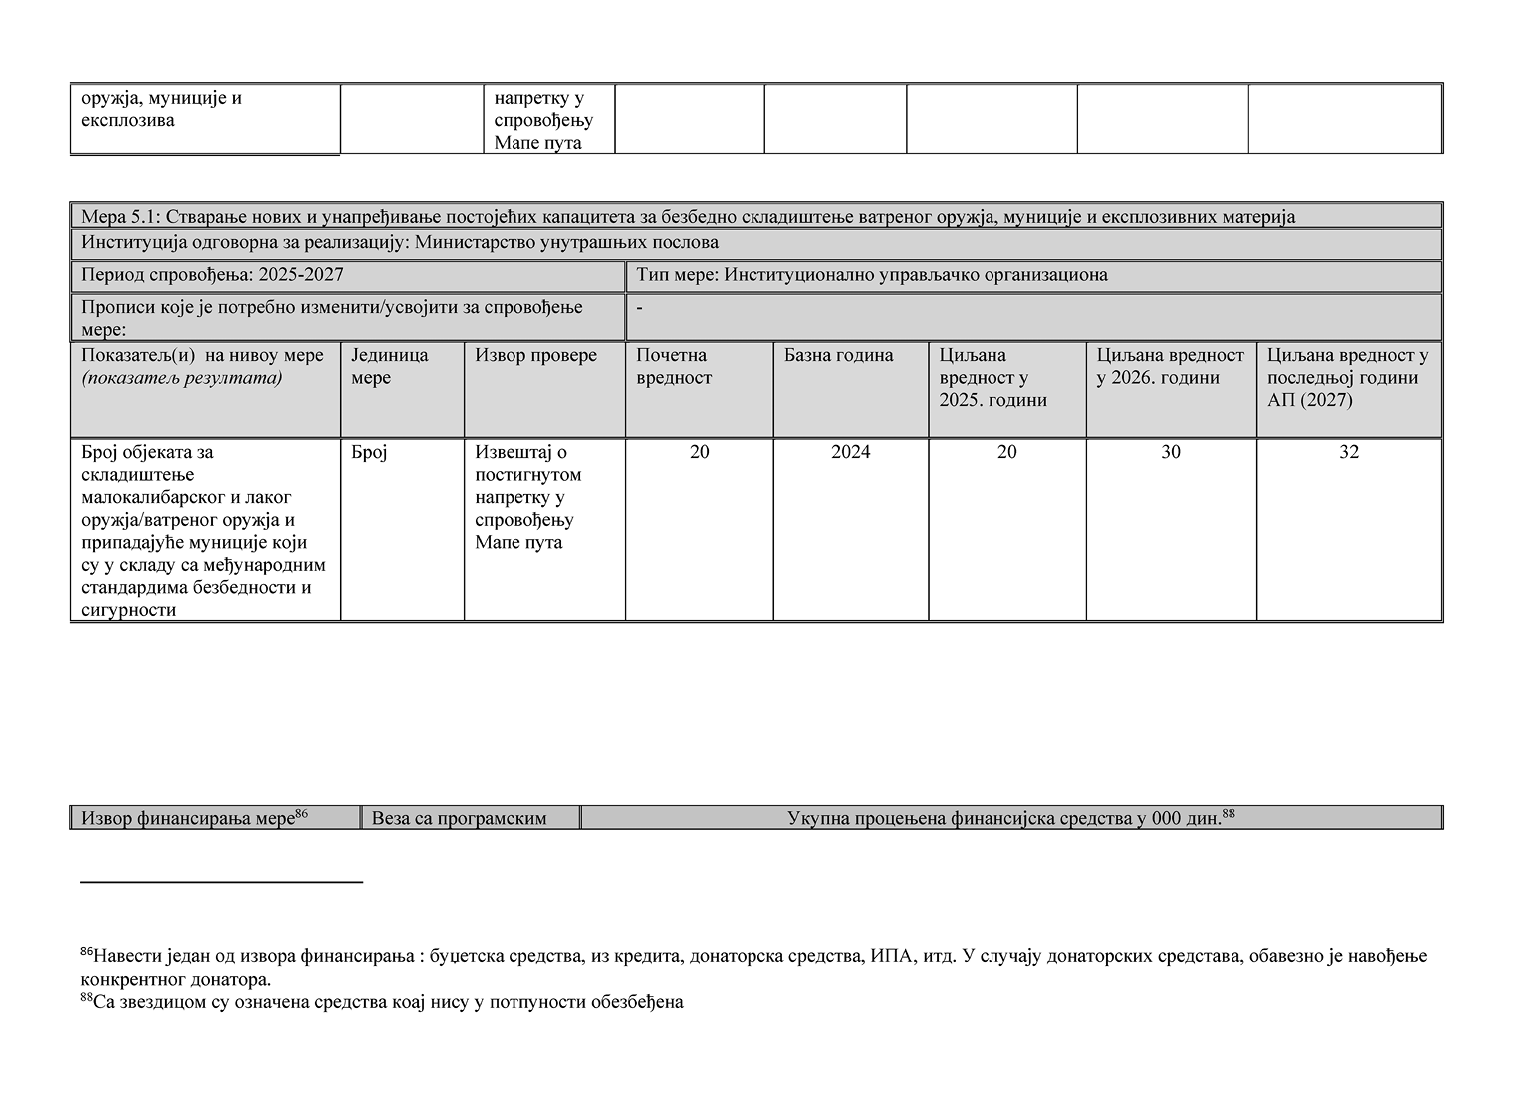 оружја, муниције и
експлозива
напретку у
спровођењу
Мапе пута
Мера 5.1: Стварање нових и унапређивање постојећих капацитета за безбедно складиштење ватреног оружја, муниције и експлозивних материја
Институција одговорна за реализацију: Министарство унутрашњих послова
Период спровођења: 2025-2027
Тип мере: Институционално управљачко организациона
Прописи које је потребно изменити/усвојити за спровођење
мере:
-
Показатељ(и) на нивоу мере
(показатељ резултата)
Јединица
мере
Извор провере
Почетна
вредност
Базна година
Циљана
вредност у
2025. години
Циљана вредност
у 2026. години
Циљана вредност у
последњој години
АП (2027)
Број објеката за
складиштење
малокалибарског и лаког
оружја/ватреног оружја и
припадајуће муниције који
су у складу са међународним
стандардима безбедности и
сигурности
Број
Извештај о
постигнутом
напретку у
спровођењу
Мапе пута
20
2024
20
30
32
Извор финансирања мере86
Веза са програмским
Укупна процењена финансијска средства у 000 дин.88
86Навести један од извора финансирања : буџетска средства, из кредита, донаторска средства, ИПА, итд. У случају донаторских средстава, обавезно је навођење
конкретног донатора.
88Са звездицом су означена средства коај нису у потпуности обезбеђена